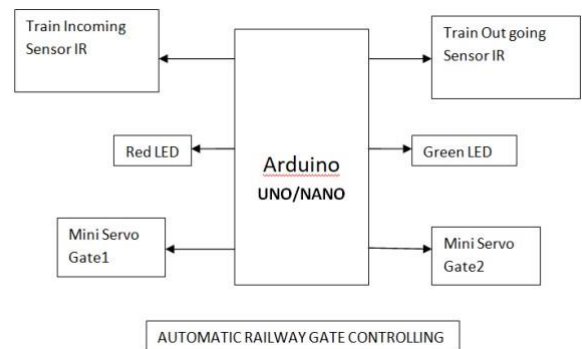 Train Incoming
Sensor IR
Train Out going
Sensor IR
Red LED
Arduino
UNO/NANO
Green LED
Mini Servo
Gate1
Mini Servo
Gate2
AUTOMATIC RAILWAY GATE CONTROLLING